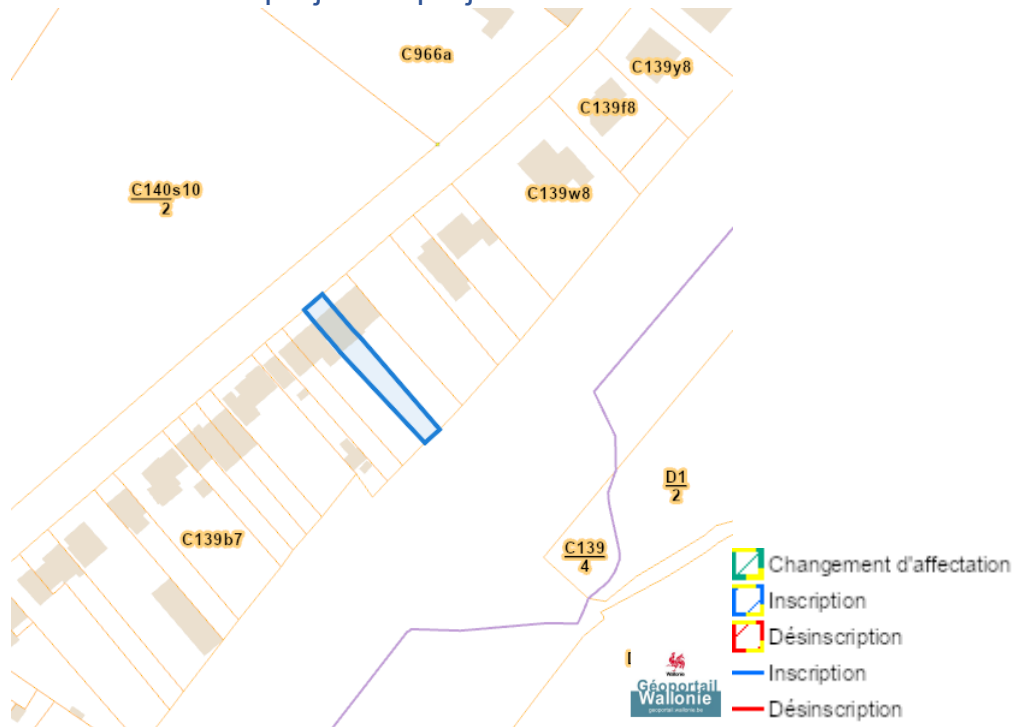 C966a
C139y8
C139f8
C140s10
2
C139w8
D1
2
C139b7
C139
4
Changement d'affectation
Inscription
Désinscription
Inscription
Désinscription
Wallonie
Géoportail
Wallonie
geoportail.wallonie.be